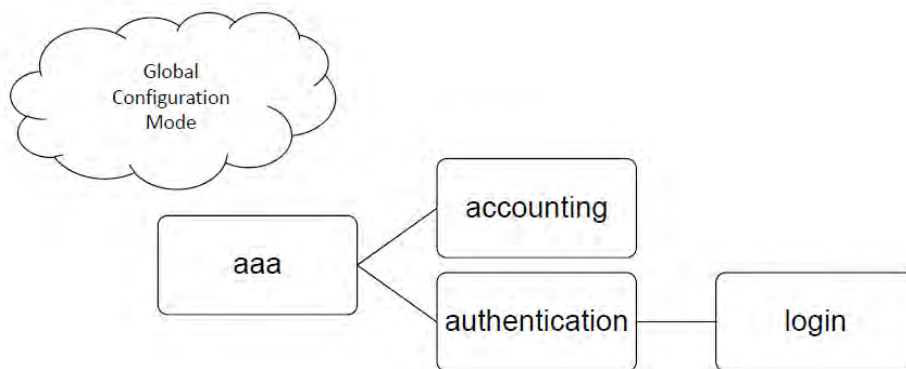 Global
Configuration
Mode
accounting
aaa
authentication
login